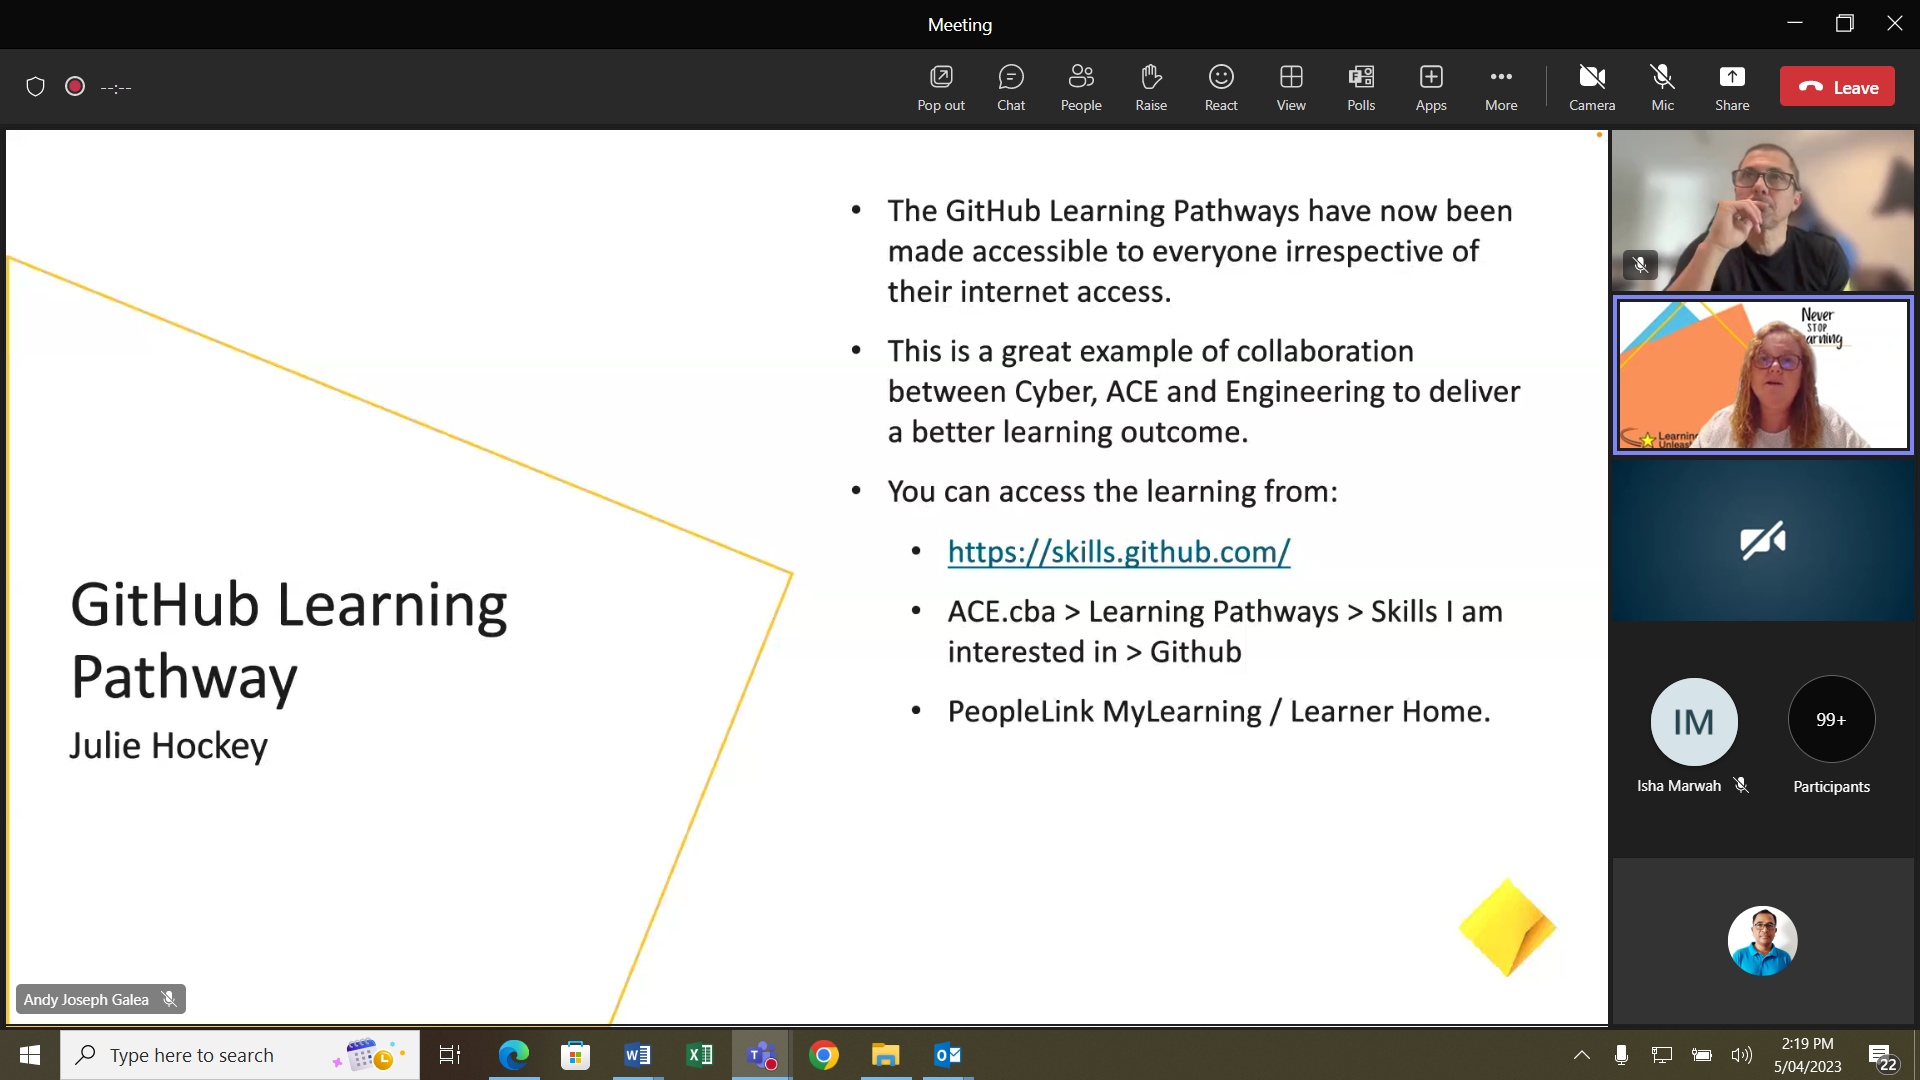 Meeting
--:--
Pop out
Chat
People
Raise
React
View
Polls
Apps
More
Camera
Mic
Share
Leave
GitHub Learning
Pathway
Julie Hockey
• The GitHub Learning Pathways have now been
made accessible to everyone irrespective of
their internet access.
• This is a great example of collaboration
between Cyber, ACE and Engineering to deliver
a better learning outcome.
• You can access the learning from:
• https://skills.github.com/
• ACE.cba > Learning Pathways > Skills I am
interested in > Github
• PeopleLink MyLearning / Learner Home.
Andy Joseph Galea
Never
STOP
Learning
IM
Isha Marwah
99+
Participants
Type here to search
2:19 PM
5/04/2023
22